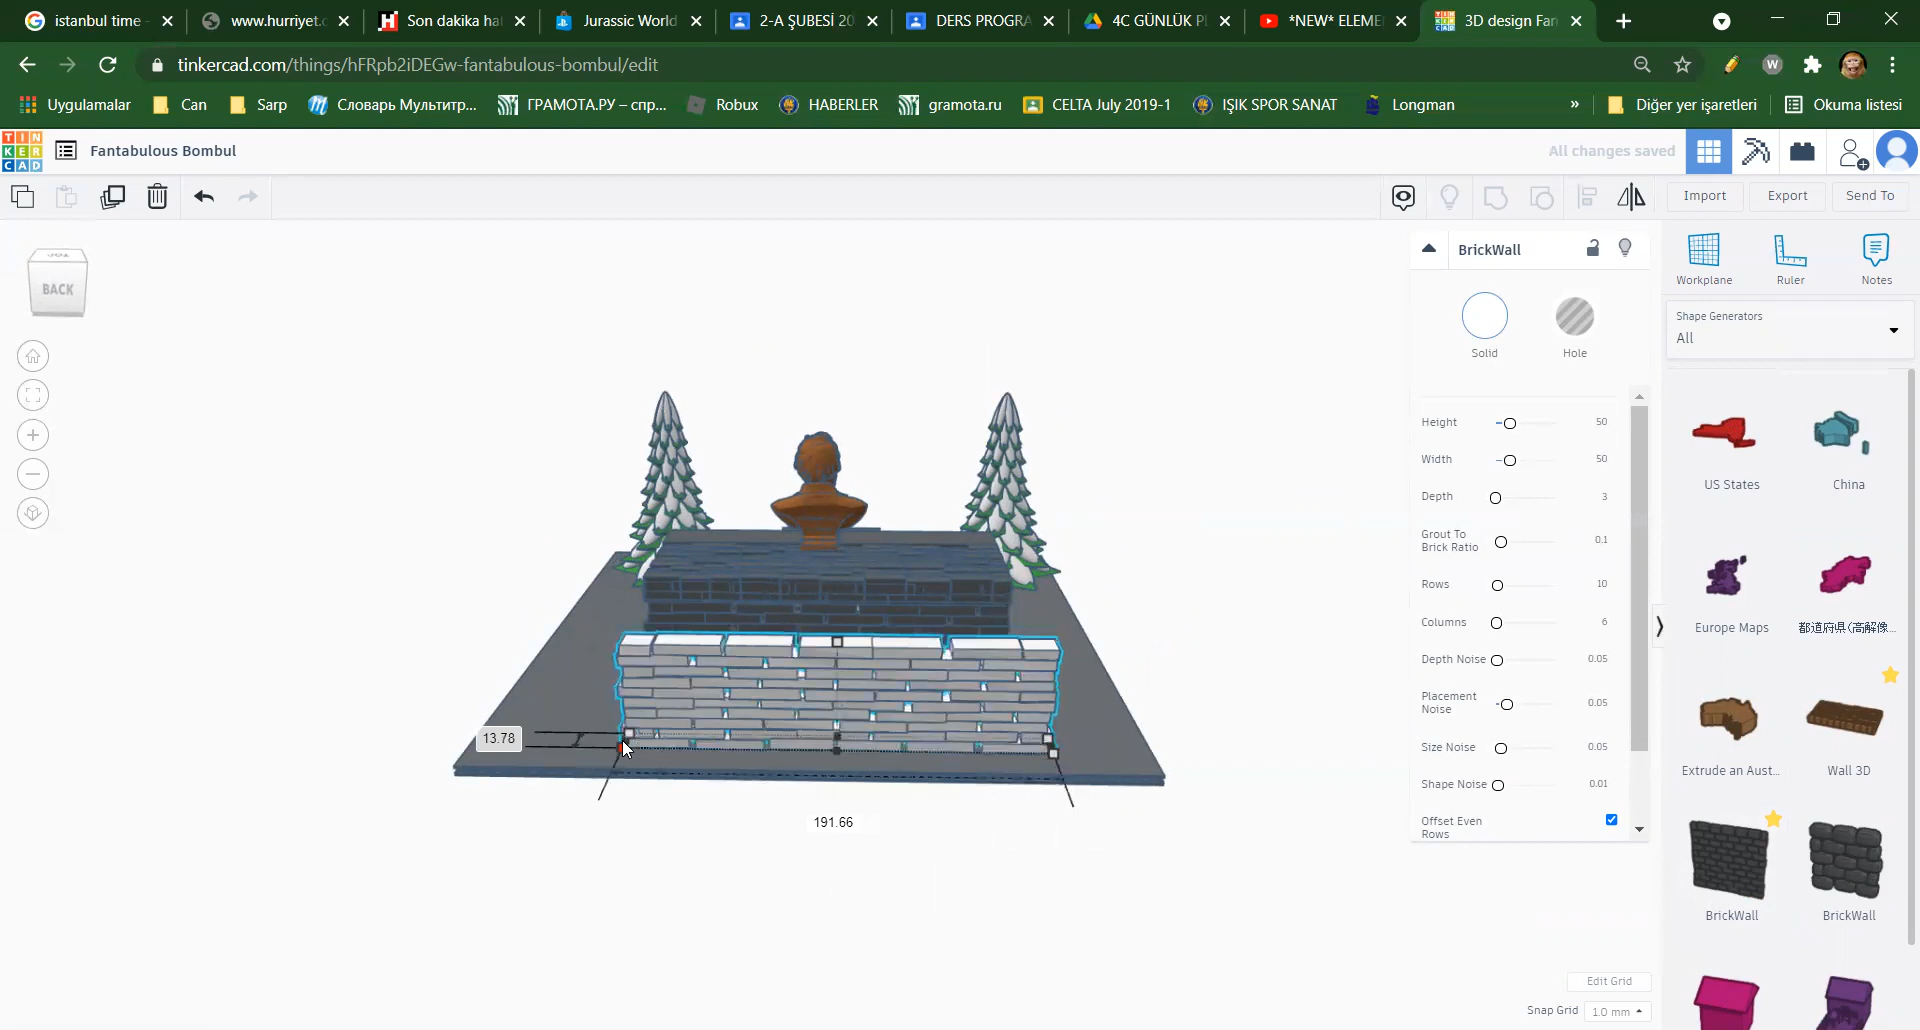 istanbul time -
www.hurriyet.c
Son dakika ha
Jurassic World
2-A ŞUBESİ 20
DERS PROGRA
4C GÜNLÜK P
*NEW* ELEME
3D design Fan
tinkercad.com/things/hFRpb2iDEGw-fantabulous-bombul/edit
W
Uygulamalar
Can
Sarp
Словарь Мультитр...
ГРАМОТА.РУ – спр...
Robux
HABERLER
gramota.ru
CELTA July 2019-1
IŞIK SPOR SANAT
Longman
»
Diğer yer işaretleri
Okuma listesi
TIN
KER
CAD
Fantabulous Bombul
All changes saved
Import
Export
Send To
TOP
BACK
BrickWall
Solid
Hole
Height 50
Width 50
Depth 3
Grout To
Brick Ratio 0.1
Rows 10
Columns 6
Depth Noise 0.05
Placement
Noise 0.05
Size Noise 0.05
Shape Noise 0.01
Offset Even
Rows
13.78
191.66
Workplane
Ruler
Notes
Shape Generators
All
US States
China
Europe Maps
都道府県(高解像...
Extrude an Aust...
Wall 3D
BrickWall
BrickWall
Edit Grid
Snap Grid 1.0 mm